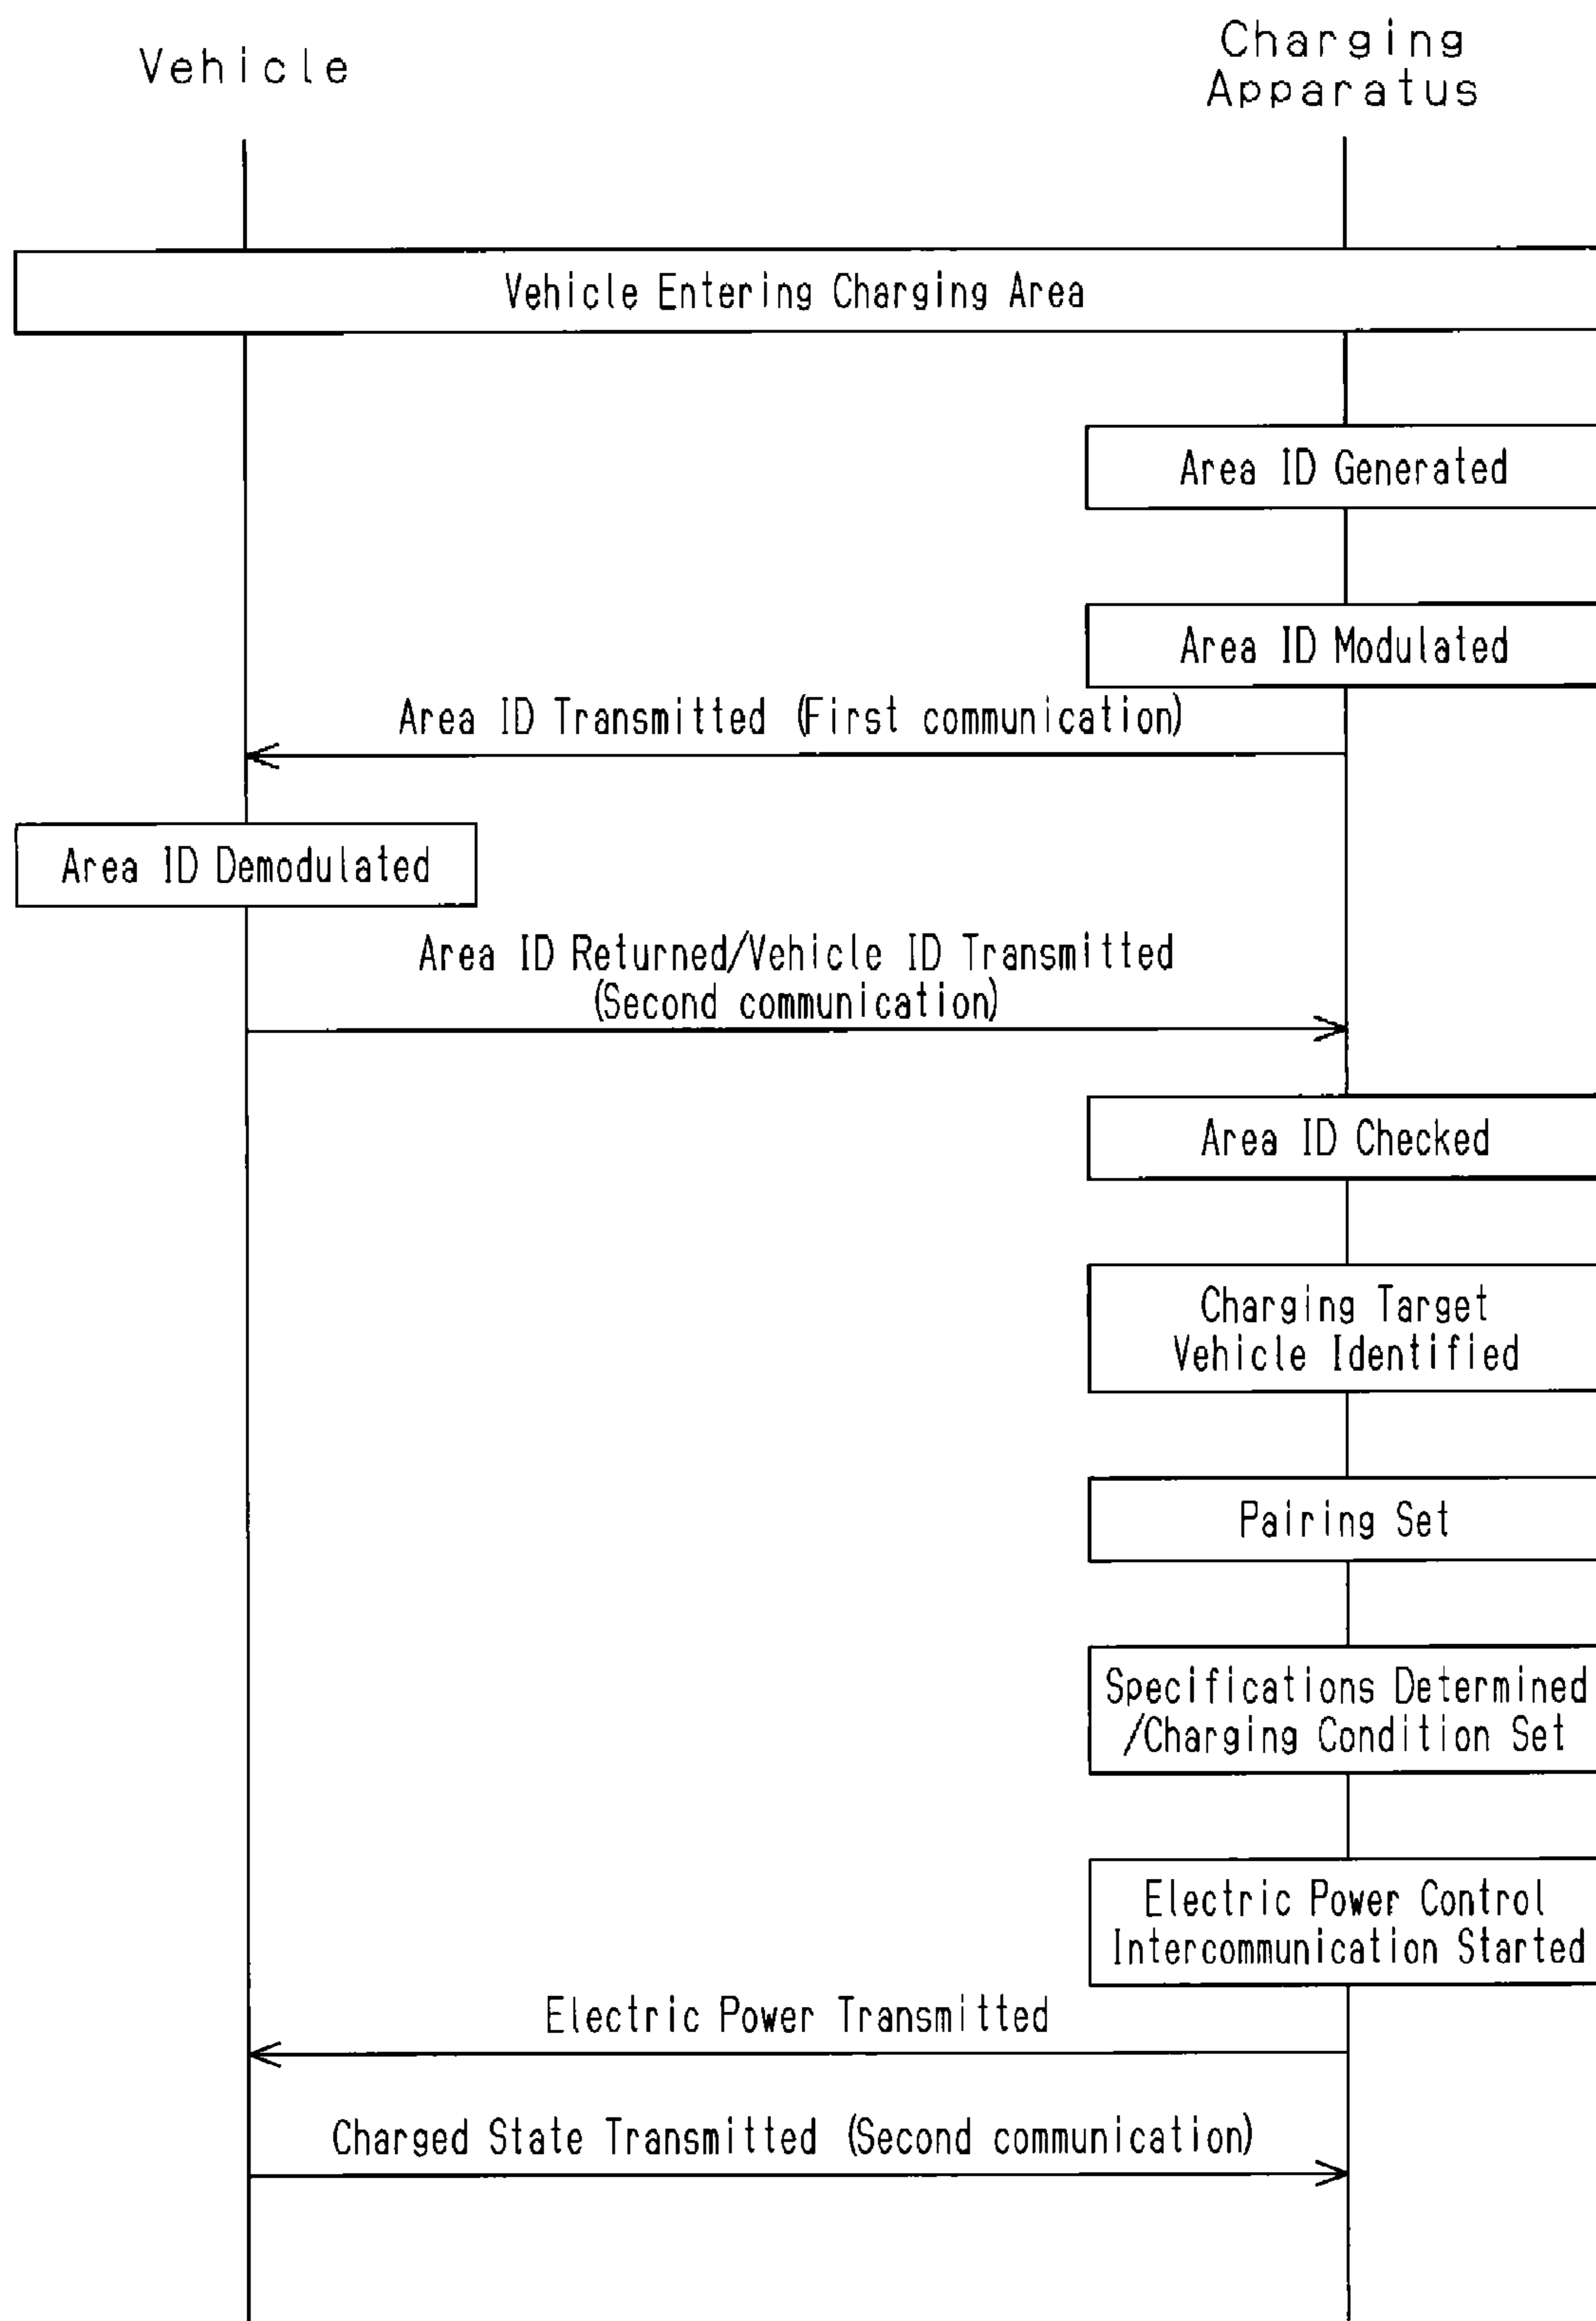 Vehicle
Charging
Apparatus
Vehicle Entering Charging Area
Area ID Generated
Area ID Modulated
Area ID Transmitted (First communication)
Area ID Demodulated
Area ID Returned/Vehicle ID Transmitted
(Second communication)
Area ID Checked
Charging Target
Vehicle Identified
Pairing Set
Specifications Determined
/Charging Condition Set
Electric Power Control
Intercommunication Started
Electric Power Transmitted
Charged State Transmitted (Second communication)